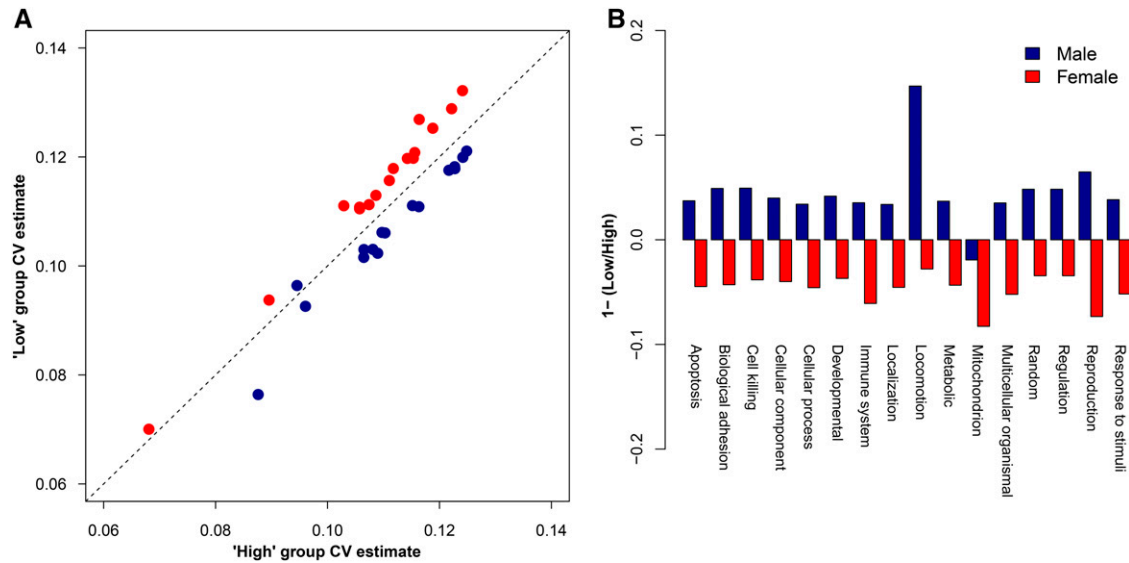 A
0.14
0.12
0.10
0.08
0.06
'Low' group CV estimate
0.06
0.08
0.10
0.12
0.14
'High' group CV estimate
B
0.2
0.1
0.0
−0.1
−0.2
1− (Low/High)
Male
Female
Apoptosis
Biological adhesion
Cell killing
Cellular component
Cellular process
Developmental
Immune system
Localization
Locomotion
Metabolic
Mitochondrion
Multicellular organismal
Random
Regulation
Reproduction
Response to stimuli